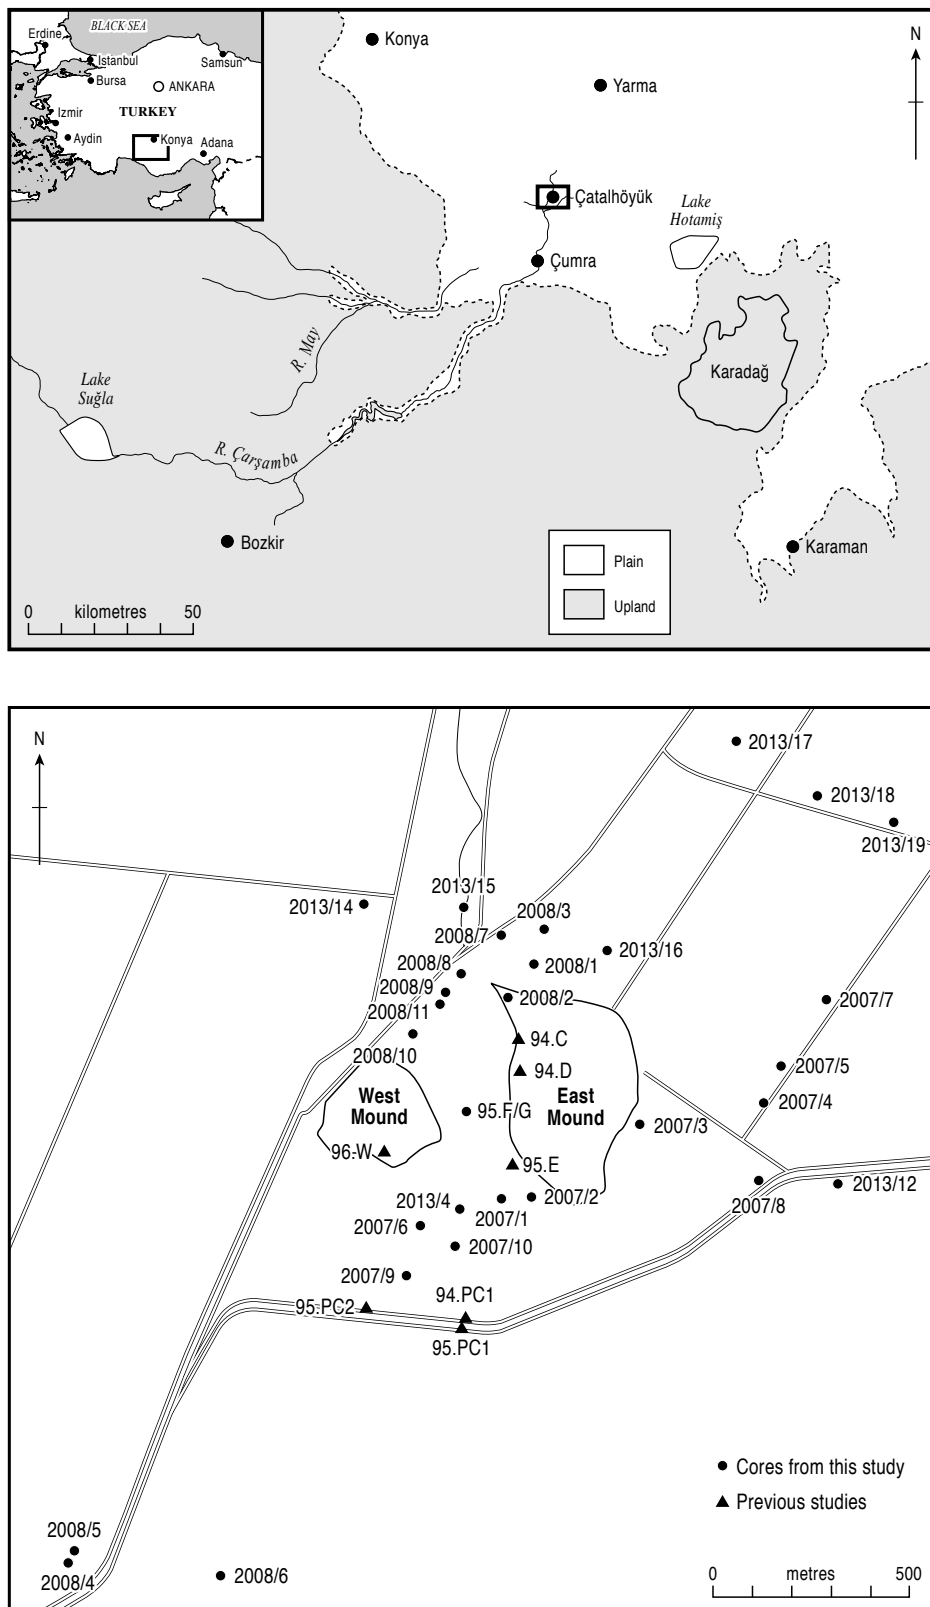 BLACK SEA
Erdine
Istanbul
Samsun
Bursa
ANKARA
Izmir
TURKEY
Aydin
Konya
Adana
Konya
N
Yarma
Çatalhöyük
Lake
Hotamiş
Çumra
R. May
Karadağ
Lake
Suğla
R. Çarşamba
Bozkir
Karaman
Plain
Upland
0 kilometres 50
N
2013/17
2013/18
2013/19
2013/15
2013/14
2008/3
2008/7
2013/16
2008/8
2008/1
2008/9
2008/2
2007/7
2008/11
94.C
2008/10
94.D
2007/5
West
Mound
East
Mound
2007/4
95.F/G
2007/3
96.W
95.E
2007/2
2013/4
2007/1
2007/8
2013/12
2007/6
2007/10
2007/9
94.PC1
95.PC2
95.PC1
Cores from this study
Previous studies
2008/5
2008/4
2008/6
0 metres 500